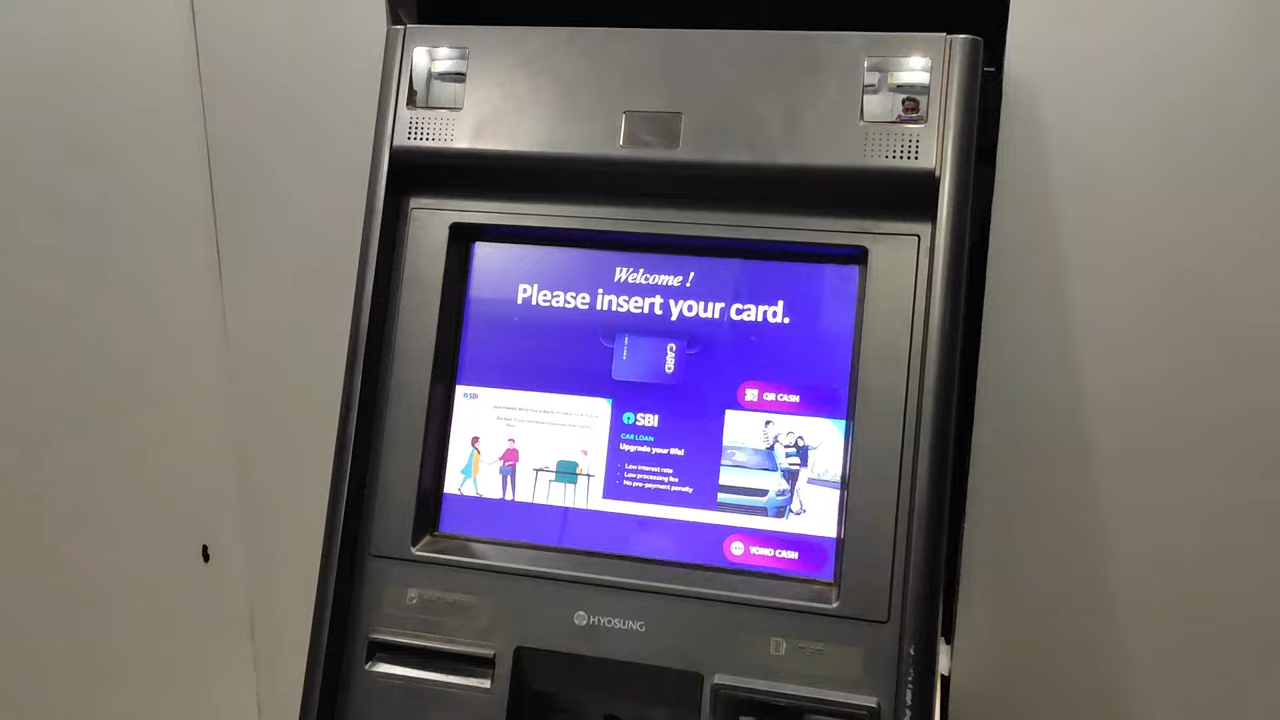 Welcome !
Please insert your card.
CARD
QR CASH
SBI
SBI
CAR LOAN
Upgrade your life!
• Low interest rate
• Low processing fee
• No pre-payment penalty
YONO CASH
HYOSUNG